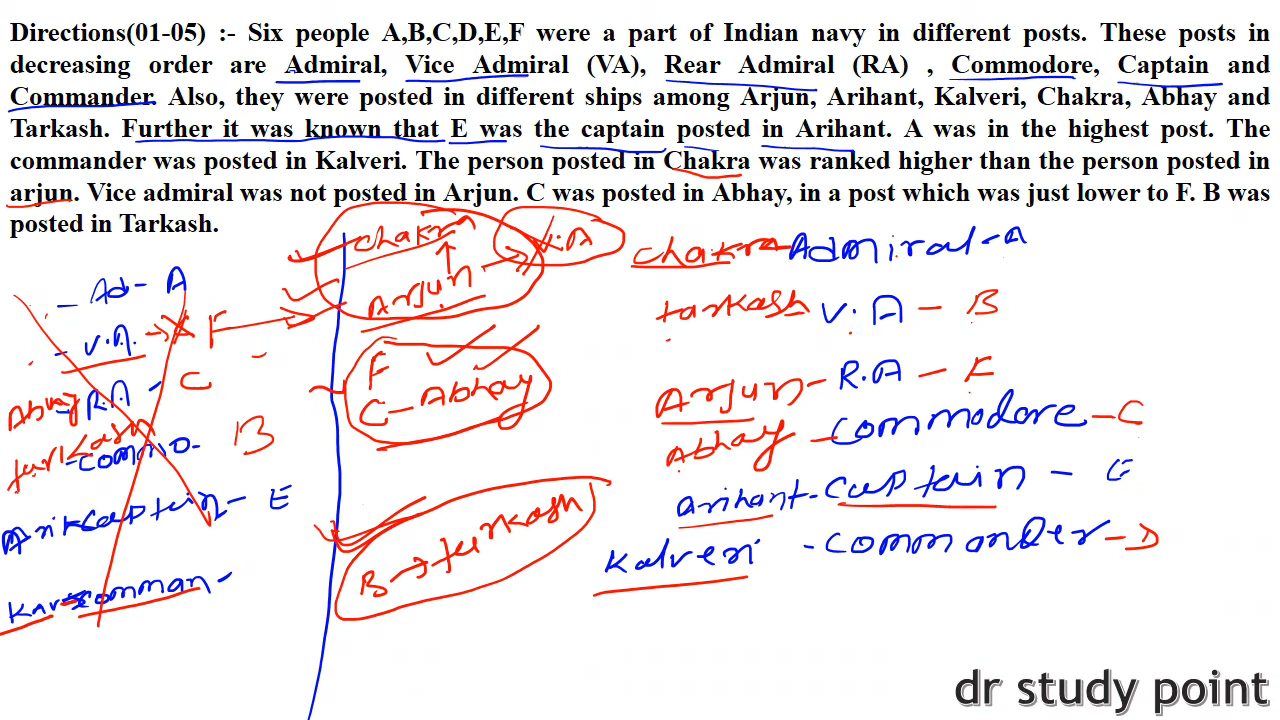 Directions(01-05) :- Six people A,B,C,D,E,F were a part of Indian navy in different posts. These posts in
decreasing order are Admiral, Vice Admiral (VA), Rear Admiral (RA) , Commodore, Captain and
Commander. Also, they were posted in different ships among Arjun, Arihant, Kalveri, Chakra, Abhay and
Tarkash. Further it was known that E was the captain posted in Arihant. A was in the highest post. The
commander was posted in Kalveri. The person posted in Chakra was ranked higher than the person posted in
arjun. Vice admiral was not posted in Arjun. C was posted in Abhay, in a post which was just lower to F. B was
posted in Tarkash.
- Ad - A
- V.A. → F
Abhay - R.A - C
tarkash - commo - B
Captain - E
comman -
Chakra
Arjun → V.A
F
C - Abhay
B → tarkash
Chakra - Admiral - A
tarkash V. A - B
Arjun - R.A - F
Abhay - Commodore - C
arihant - Captain - E
Kalveri - commander - D
dr study point